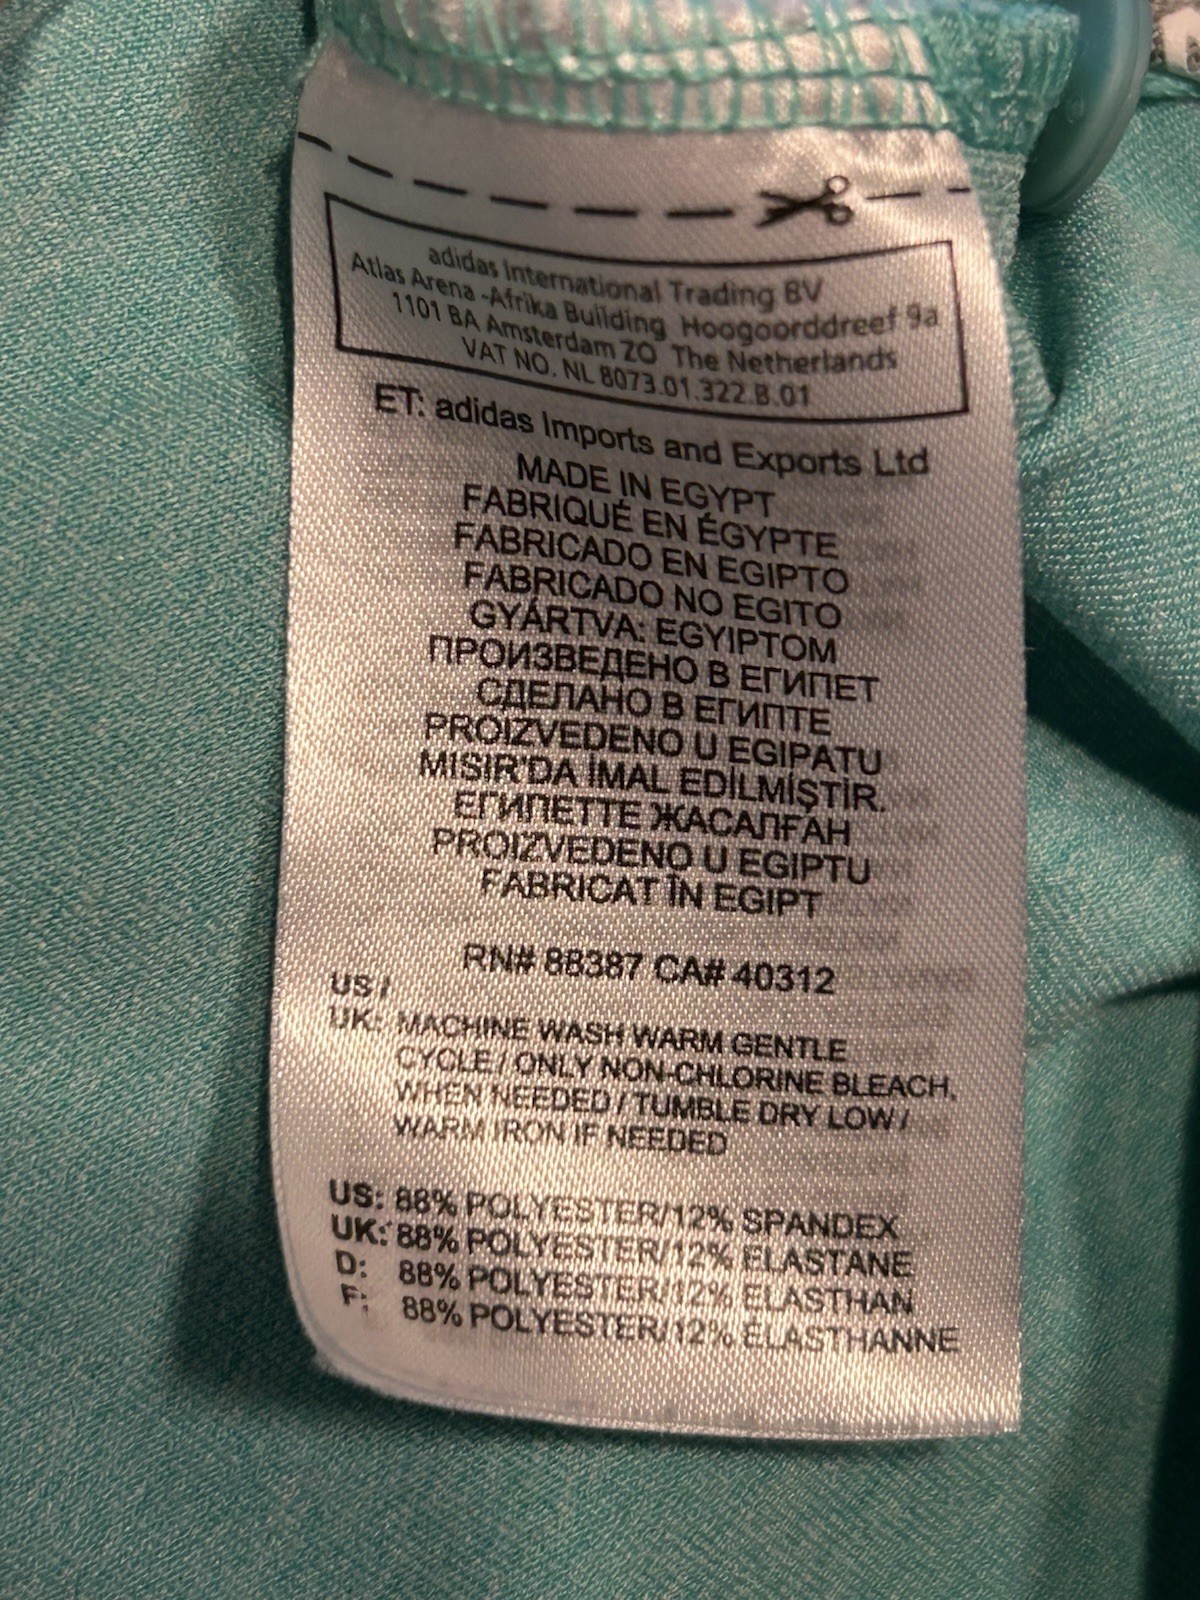 adidas International Trading BV
Atlas Arena -Afrika Building Hoogoorddreef 9a
1101 BA Amsterdam ZO The Netherlands
VAT NO. NL 8073.01.322.B.01
ET: adidas Imports and Exports Ltd
MADE IN EGYPT
FABRIQUÉ EN ÉGYPTE
FABRICADO EN EGIPTO
FABRICADO NO EGITO
GYÁRTVA: EGYIPTOM
ПРОИЗВЕДЕНО В ЕГИПЕТ
СДЕЛАНО В ЕГИПТЕ
PROIZVEDENO U EGIPATU
MISIR'DA İMAL EDİLMİŞTİR.
ЕГИПЕТТЕ ЖАСАЛҒАН
PROIZVEDENO U EGIPTU
FABRICAT ÎN EGIPT
RN# 88387 CA# 40312
US /
UK: MACHINE WASH WARM GENTLE
CYCLE / ONLY NON-CHLORINE BLEACH,
WHEN NEEDED / TUMBLE DRY LOW /
WARM IRON IF NEEDED
US: 88% POLYESTER/12% SPANDEX
UK: 88% POLYESTER/12% ELASTANE
D: 88% POLYESTER/12% ELASTHAN
F: 88% POLYESTER/12% ELASTHANNE